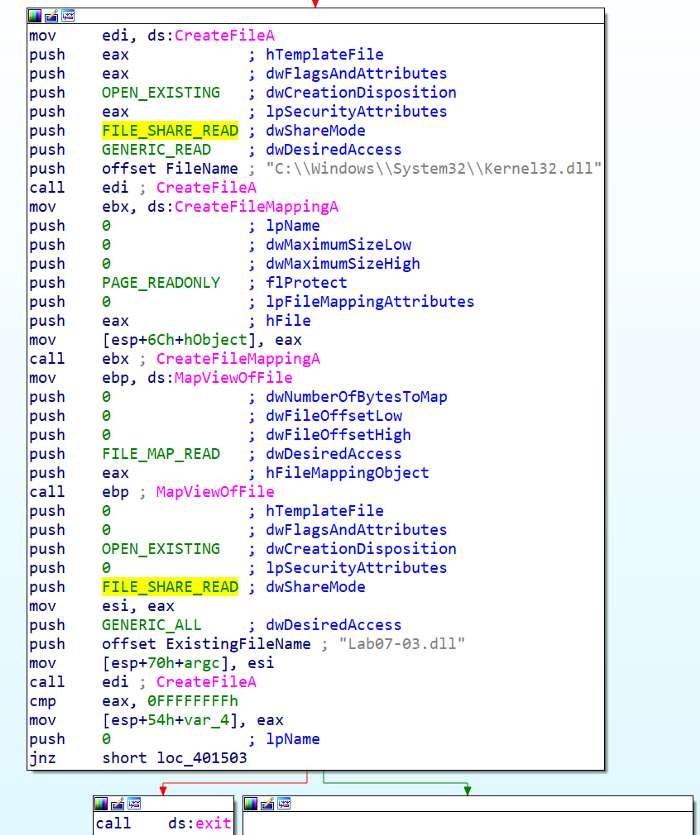 mov edi, ds:CreateFileA
push eax ; hTemplateFile
push eax ; dwFlagsAndAttributes
push OPEN_EXISTING ; dwCreationDisposition
push eax ; lpSecurityAttributes
push FILE_SHARE_READ ; dwShareMode
push GENERIC_READ ; dwDesiredAccess
push offset FileName ; "C:\\Windows\\System32\\Kernel32.dll"
call edi ; CreateFileA
mov ebx, ds:CreateFileMappingA
push 0 ; lpName
push 0 ; dwMaximumSizeLow
push 0 ; dwMaximumSizeHigh
push PAGE_READONLY ; flProtect
push 0 ; lpFileMappingAttributes
push eax ; hFile
mov [esp+6Ch+hObject], eax
call ebx ; CreateFileMappingA
mov ebp, ds:MapViewOfFile
push 0 ; dwNumberOfBytesToMap
push 0 ; dwFileOffsetLow
push 0 ; dwFileOffsetHigh
push FILE_MAP_READ ; dwDesiredAccess
push eax ; hFileMappingObject
call ebp ; MapViewOfFile
push 0 ; hTemplateFile
push 0 ; dwFlagsAndAttributes
push OPEN_EXISTING ; dwCreationDisposition
push 0 ; lpSecurityAttributes
push FILE_SHARE_READ ; dwShareMode
mov esi, eax
push GENERIC_ALL ; dwDesiredAccess
push offset ExistingFileName ; "Lab07-03.dll"
mov [esp+70h+argc], esi
call edi ; CreateFileA
cmp eax, 0FFFFFFFFh
mov [esp+54h+var_4], eax
push 0 ; lpName
jnz short loc_401503
call ds:exit